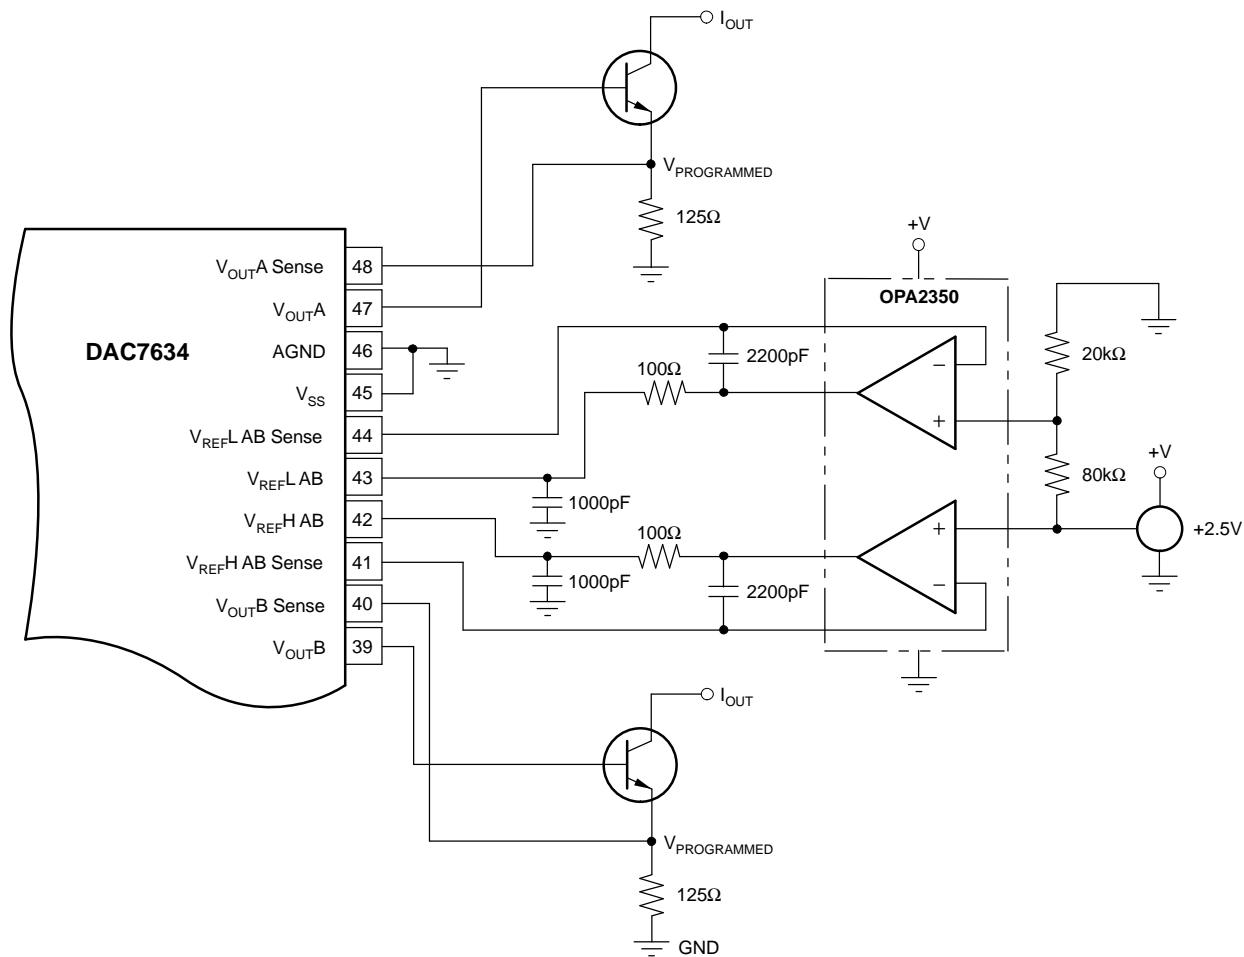 I_OUT
V_PROGRAMMED
125Ω
+V
OPA2350
DAC7634
V_OUT A Sense 48
V_OUT A 47
AGND 46
V_SS 45
V_REF L AB Sense 44
V_REF L AB 43
V_REF H AB 42
V_REF H AB Sense 41
V_OUT B Sense 40
V_OUT B 39
2200pF
100Ω
1000pF
−
+
20kΩ
80kΩ
+V
+2.5V
100Ω
1000pF
2200pF
+
−
I_OUT
V_PROGRAMMED
125Ω
GND